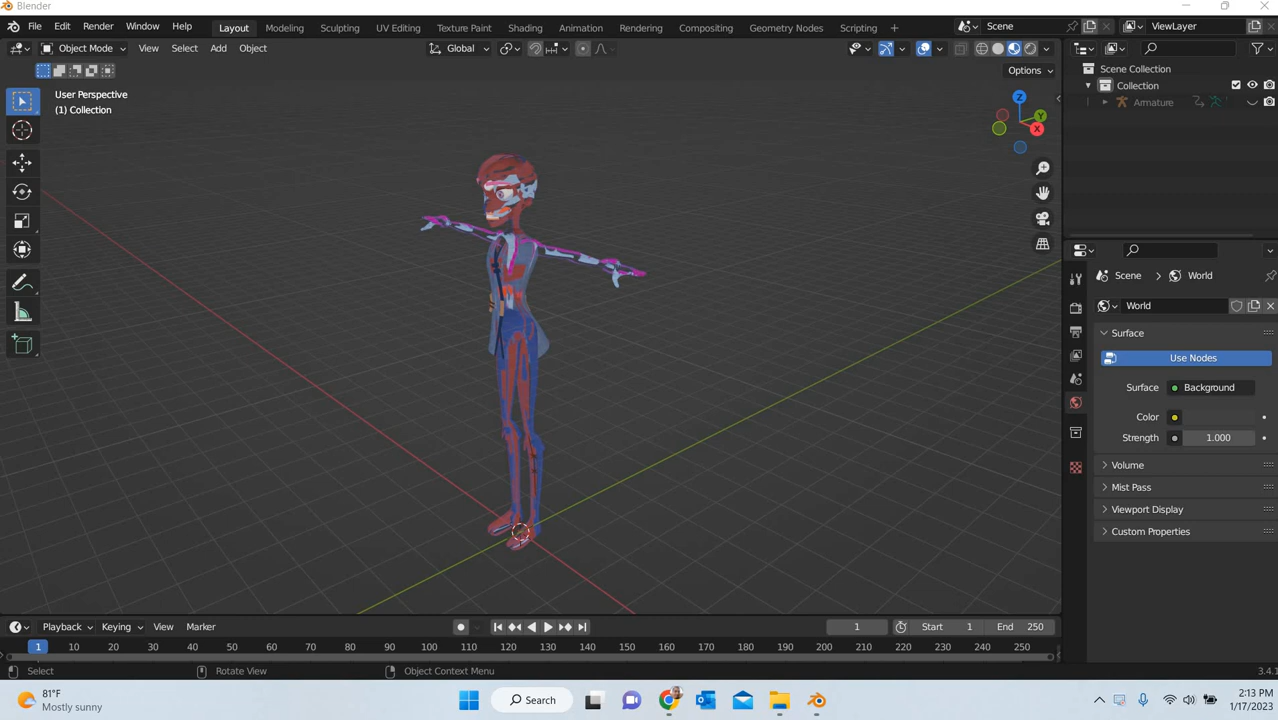 Blender
File Edit Render Window Help Layout Modeling Sculpting UV Editing Texture Paint Shading Animation Rendering Compositing Geometry Nodes Scripting + Scene ViewLayer
Object Mode View Select Add Object Global
Options
User Perspective
(1) Collection
Z
Y
X
Scene Collection
Collection
Armature
Scene > World
World
Surface
Use Nodes
Surface Background
Color
Strength 1.000
Volume
Mist Pass
Viewport Display
Custom Properties
Playback Keying View Marker 1 Start 1 End 250
1 10 20 30 40 50 60 70 80 90 100 110 120 130 140 150 160 170 180 190 200 210 220 230 240 250
Select Rotate View Object Context Menu 3.4.1
81°F
Mostly sunny
Search
2:13 PM
1/17/2023